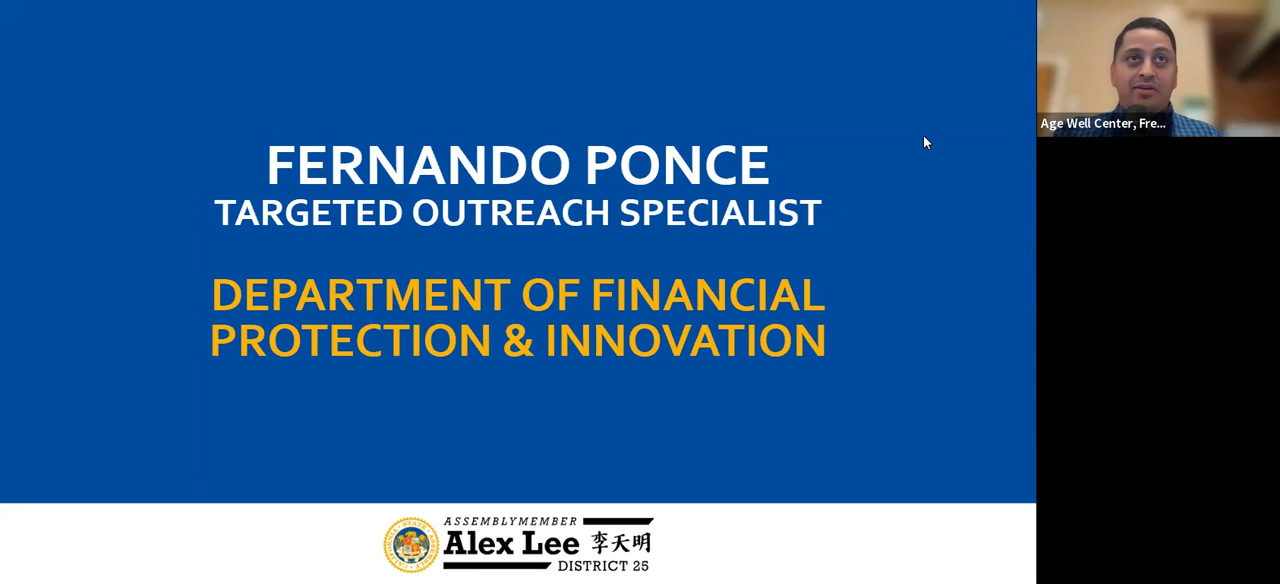 FERNANDO PONCE
TARGETED OUTREACH SPECIALIST
DEPARTMENT OF FINANCIAL
PROTECTION & INNOVATION
ASSEMBLYMEMBER
Alex Lee 李天明
DISTRICT 25
Age Well Center, Fre...